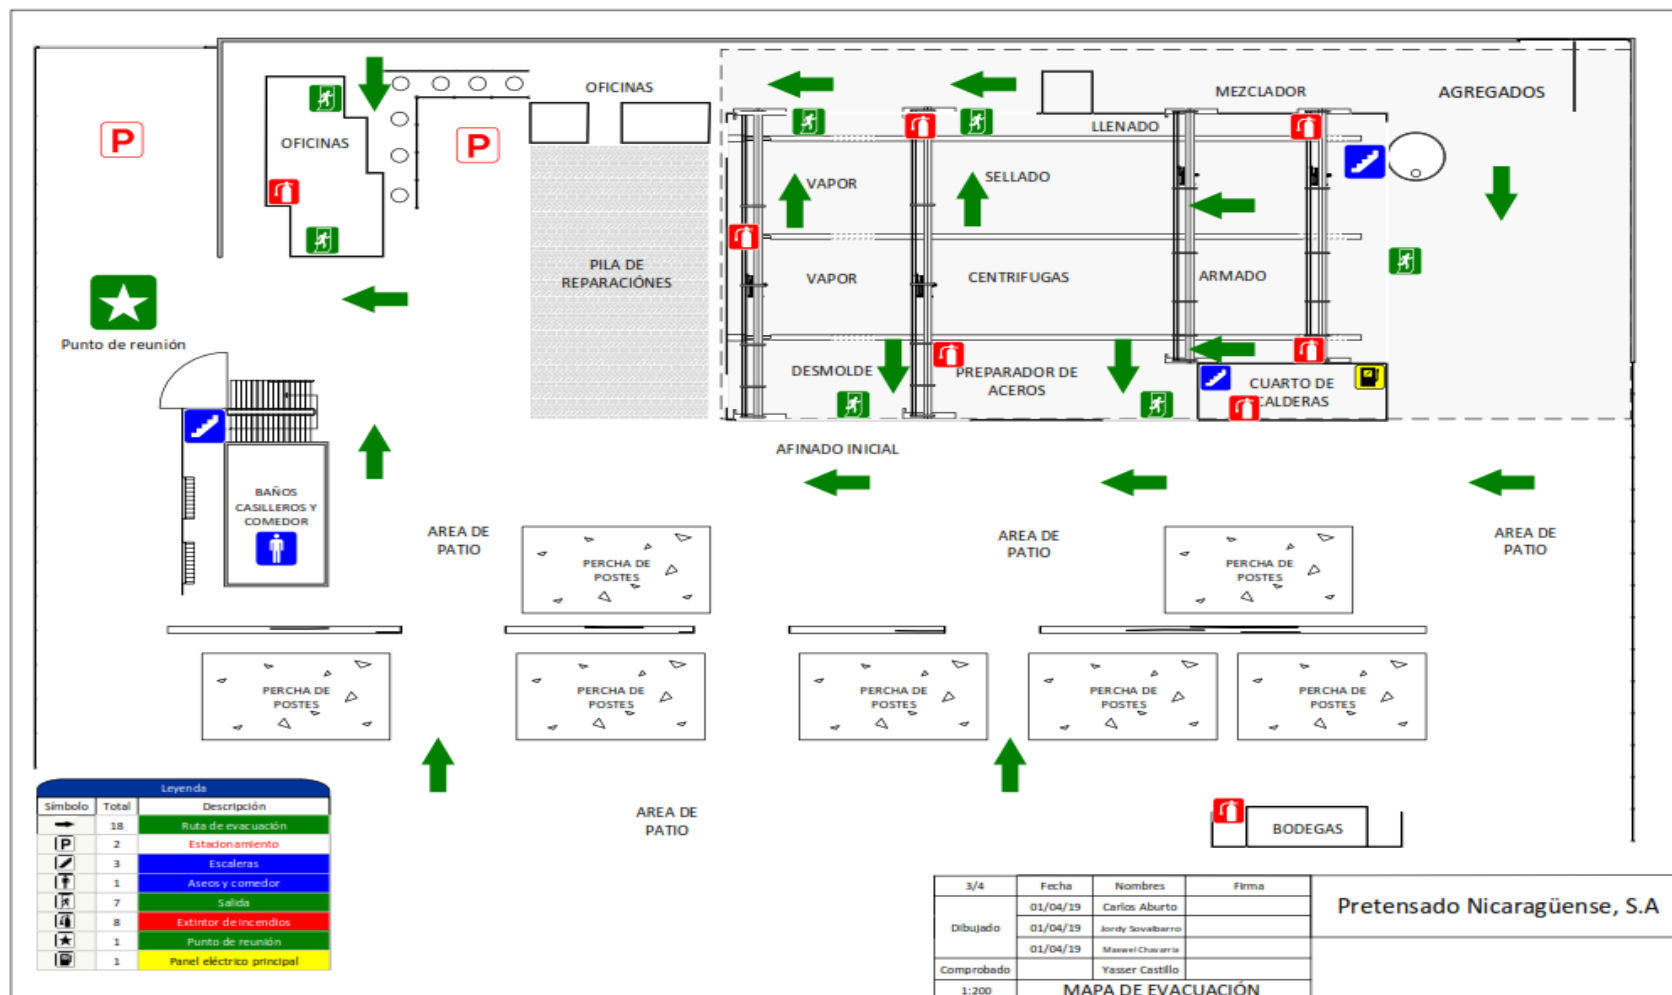 OFICINAS
MEZCLADOR
AGREGADOS
P
P
OFICINAS
LLENADO
VAPOR
SELLADO
PILA DE
REPARACIÓNES
VAPOR
CENTRIFUGAS
ARMADO
Punto de reunión
DESMOLDE
PREPARADOR DE
ACEROS
CUARTO DE
CALDERAS
AFINADO INICIAL
BAÑOS
CASILLEROS Y
COMEDOR
AREA DE
PATIO
AREA DE
PATIO
AREA DE
PATIO
PERCHA DE
POSTES
PERCHA DE
POSTES
PERCHA DE
POSTES
PERCHA DE
POSTES
PERCHA DE
POSTES
PERCHA DE
POSTES
PERCHA DE
POSTES
AREA DE
PATIO
BODEGAS
Leyenda
Símbolo Total Descripción
18 Ruta de evacuación
P 2 Estacionamiento
3 Escaleras
1 Aseos y comedor
7 Salida
8 Extintor de incendios
1 Punto de reunión
1 Panel eléctrico principal
3/4 Fecha Nombres Firma
Dibujado
01/04/19 Carlos Aburto
01/04/19 Jordy Sovalbarro
01/04/19 Maxwel Chavarria
Comprobado Yasser Castillo
1:200 MAPA DE EVACUACIÓN
Pretensado Nicaragüense, S.A